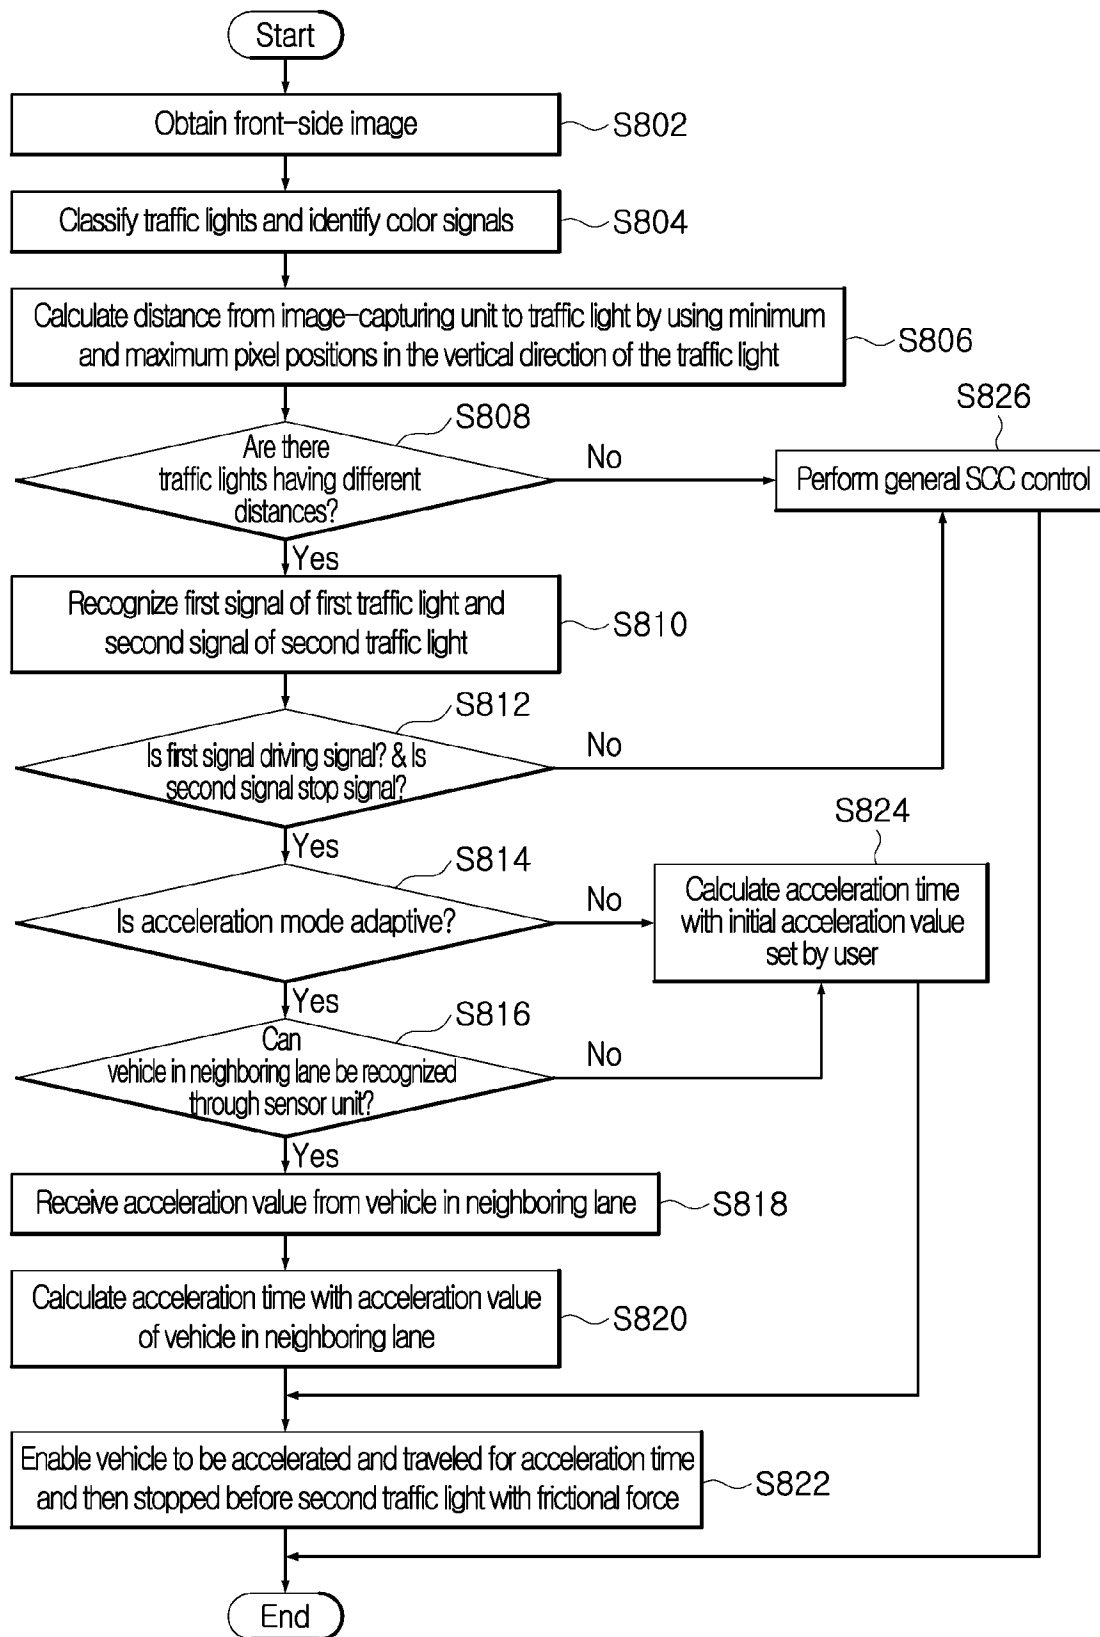 Start
Obtain front-side image
S802
Classify traffic lights and identify color signals
S804
Calculate distance from image-capturing unit to traffic light by using minimum
and maximum pixel positions in the vertical direction of the traffic light
S806
S808
Are there
traffic lights having different
distances?
No
S826
Perform general SCC control
Yes
Recognize first signal of first traffic light and
second signal of second traffic light
S810
S812
Is first signal driving signal? & Is
second signal stop signal?
No
Yes
S814
Is acceleration mode adaptive?
No
S824
Calculate acceleration time
with initial acceleration value
set by user
Yes
S816
Can
vehicle in neighboring lane be recognized
through sensor unit?
No
Yes
Receive acceleration value from vehicle in neighboring lane
S818
Calculate acceleration time with acceleration value
of vehicle in neighboring lane
S820
Enable vehicle to be accelerated and traveled for acceleration time
and then stopped before second traffic light with frictional force
S822
End